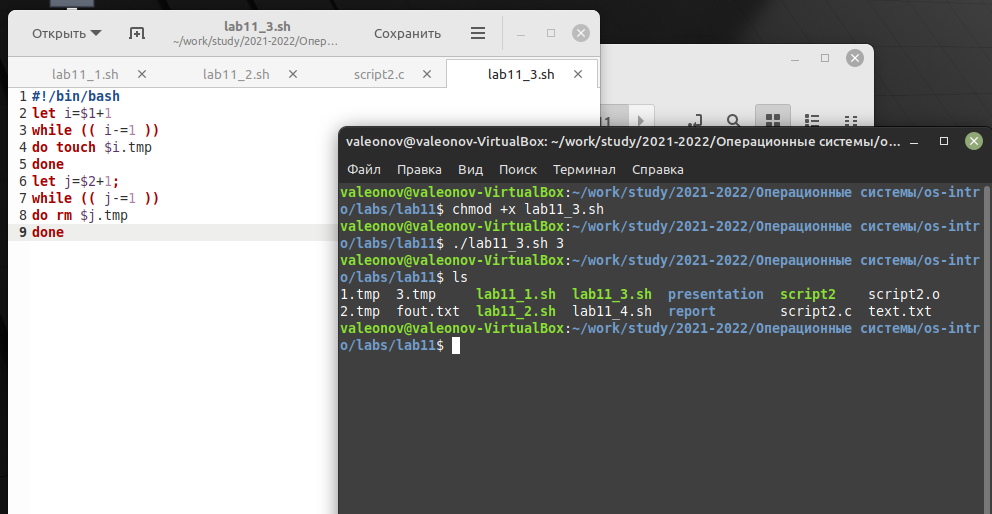 Открыть
lab11_3.sh
~/work/study/2021-2022/Опер...
Сохранить
lab11_1.sh
lab11_2.sh
script2.c
lab11_3.sh
1 #!/bin/bash
2 let i=$1+1
3 while (( i-=1 ))
4 do touch $i.tmp
5 done
6 let j=$2+1;
7 while (( j-=1 ))
8 do rm $j.tmp
9 done
valeonov@valeonov-VirtualBox: ~/work/study/2021-2022/Операционные системы/o...
Файл Правка Вид Поиск Терминал Справка
valeonov@valeonov-VirtualBox:~/work/study/2021-2022/Операционные системы/os-intr
o/labs/lab11$ chmod +x lab11_3.sh
valeonov@valeonov-VirtualBox:~/work/study/2021-2022/Операционные системы/os-intr
o/labs/lab11$ ./lab11_3.sh 3
valeonov@valeonov-VirtualBox:~/work/study/2021-2022/Операционные системы/os-intr
o/labs/lab11$ ls
1.tmp 3.tmp lab11_1.sh lab11_3.sh presentation script2 script2.o
2.tmp fout.txt lab11_2.sh lab11_4.sh report script2.c text.txt
valeonov@valeonov-VirtualBox:~/work/study/2021-2022/Операционные системы/os-intr
o/labs/lab11$